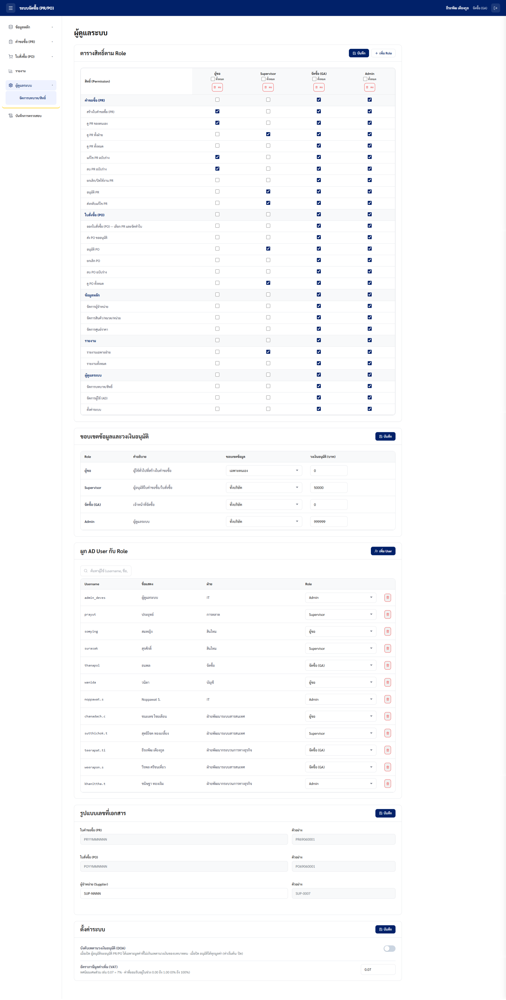 ระบบจัดซื้อ (PR/PO)
ธีระพัฒ เตียงกูล จัดซื้อ (GA)
ข้อมูลหลัก
คำขอซื้อ (PR)
ใบสั่งซื้อ (PO)
รายงาน
ผู้ดูแลระบบ
จัดการบทบาท/สิทธิ์
บันทึกการตรวจสอบ
ผู้ดูแลระบบ
ตารางสิทธิ์ตาม Role
บันทึก
เพิ่ม Role
สิทธิ์ (Permission) ผู้ขอ Supervisor จัดซื้อ (GA) Admin
ทั้งหมด ทั้งหมด ทั้งหมด ทั้งหมด
ลบ ลบ ลบ ลบ
คำขอซื้อ (PR)
สร้างใบคำขอซื้อ (PR)
ดู PR ของตนเอง
ดู PR ทั้งฝ่าย
ดู PR ทั้งหมด
แก้ไข PR ฉบับร่าง
ลบ PR ฉบับร่าง
ยกเลิก/ปิดใช้งาน PR
อนุมัติ PR
ส่งกลับแก้ไข PR
ใบสั่งซื้อ (PO)
ออกใบสั่งซื้อ (PO) — เลือก PR และจัดทำใบ
ส่ง PO ขออนุมัติ
อนุมัติ PO
ยกเลิก PO
ลบ PO ฉบับร่าง
ดู PO ทั้งหมด
ข้อมูลหลัก
จัดการผู้จำหน่าย
จัดการสินค้า/หมวด/หน่วย
จัดการศูนย์ราคา
รายงาน
รายงานเฉพาะฝ่าย
รายงานทั้งหมด
ผู้ดูแลระบบ
จัดการบทบาท/สิทธิ์
จัดการผู้ใช้ (AD)
ตั้งค่าระบบ
ขอบเขตข้อมูลและวงเงินอนุมัติ
บันทึก
Role คำอธิบาย ขอบเขตข้อมูล วงเงินอนุมัติ (บาท)
ผู้ขอ ผู้ใช้ทั่วไปที่สร้างใบคำขอซื้อ เฉพาะตนเอง 0
Supervisor ผู้อนุมัติใบคำขอซื้อ/ใบสั่งซื้อ ทั้งบริษัท 50000
จัดซื้อ (GA) เจ้าหน้าที่จัดซื้อ ทั้งบริษัท 0
Admin ผู้ดูแลระบบ ทั้งบริษัท 999999
ผูก AD User กับ Role
เพิ่ม User
ค้นหาผู้ใช้ (username, ชื่อ,
Username ชื่อแสดง ฝ่าย Role
admin_deves ผู้ดูแลระบบ IT Admin
prayut ประยุทธ์ การตลาด Supervisor
somying สมหญิง สินไหม ผู้ขอ
surasak สุรศักดิ์ สินไหม Supervisor
thanapol ธนพล จัดซื้อ จัดซื้อ (GA)
wanida วนิดา บัญชี ผู้ขอ
noppawat.s Noppawat S. IT Admin
chanadach.c ชนะเดช ไชยเดือน ฝ่ายพัฒนาระบบสารสนเทศ ผู้ขอ
sutthichok.t สุทธิโชค ทองเกลี้ยง ฝ่ายพัฒนาระบบสารสนเทศ Supervisor
teerapat.ti ธีระพัฒ เตียงกูล ฝ่ายพัฒนากระบวนการทางธุรกิจ จัดซื้อ (GA)
weerapon.s วีรพล ศรีขนเหี่ยว ฝ่ายพัฒนาระบบสารสนเทศ จัดซื้อ (GA)
khanittha.t ขนิษฐา ทองเจิม ฝ่ายพัฒนากระบวนการทางธุรกิจ Admin
รูปแบบเลขที่เอกสาร
บันทึก
ใบคำขอซื้อ (PR) ตัวอย่าง
PRYYMMNNNN PR69060001
ใบสั่งซื้อ (PO) ตัวอย่าง
POYYMMNNNN PO69060001
ผู้จำหน่าย (Supplier) ตัวอย่าง
SUP-NNNN SUP-0007
ตั้งค่าระบบ
บันทึก
บังคับเพดานวงเงินอนุมัติ (DOA)
เมื่อเปิด ผู้อนุมัติจะอนุมัติ PR/PO ได้เฉพาะมูลค่าที่ไม่เกินเพดานวงเงินของบทบาทตน · เมื่อปิด อนุมัติได้ทุกมูลค่า (ค่าเริ่มต้น: ปิด)
อัตราภาษีมูลค่าเพิ่ม (VAT)
ทศนิยมเศษส่วน เช่น 0.07 = 7% · ค่าที่ยอมรับอยู่ในช่วง 0.00 ถึง 1.00 (0% ถึง 100%)
0.07